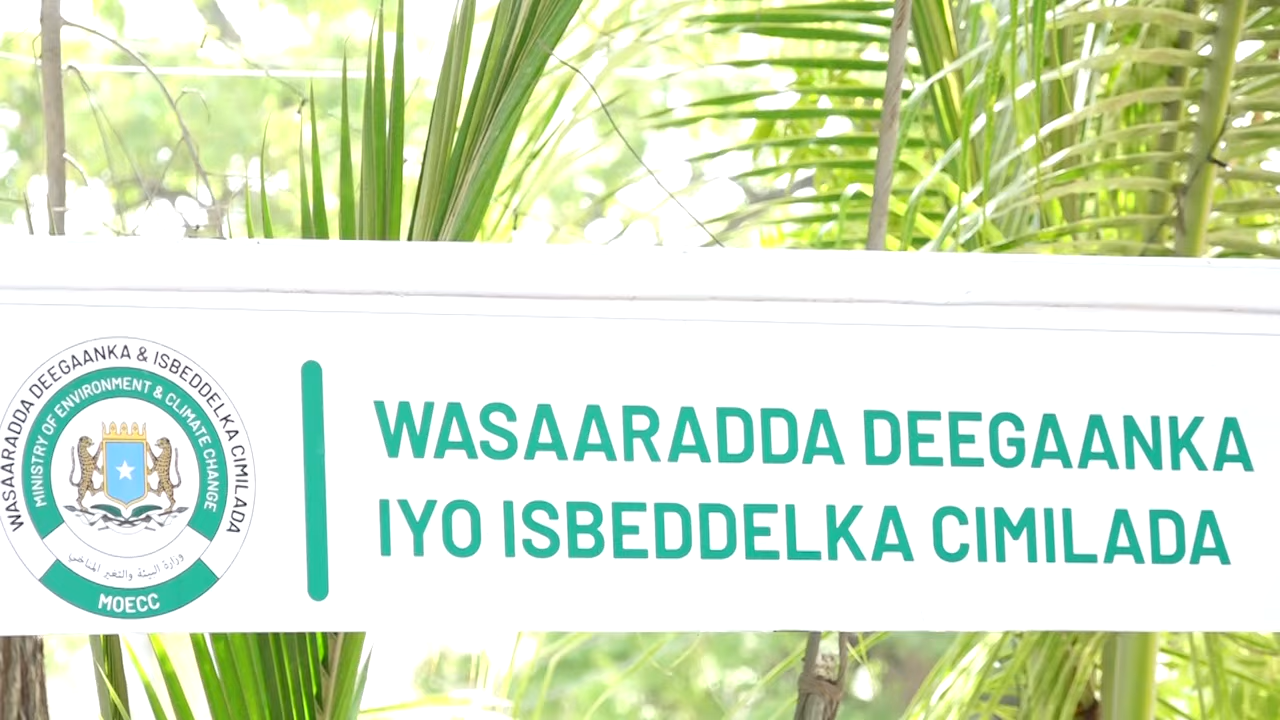 WASAARADDA DEEGAANKA & ISBEDDELKA CIMILADA
MINISTRY OF ENVIRONMENT & CLIMATE CHANGE
وزارة البيئة والتغير المناخي
MOECC
WASAARADDA DEEGAANKA
IYO ISBEDDELKA CIMILADA